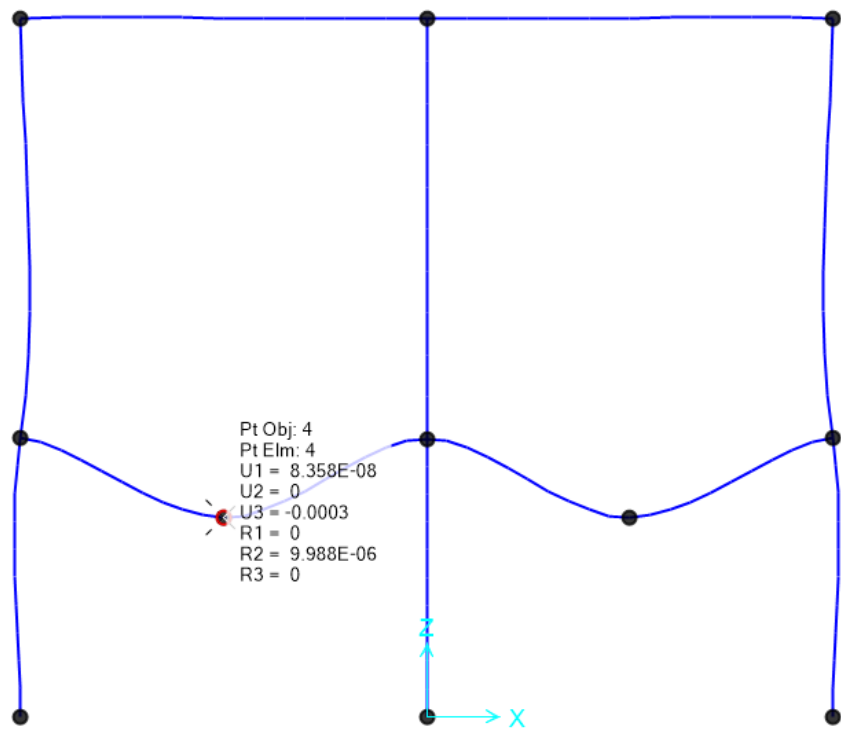 Pt Obj: 4
Pt Elm: 4
U1 = 8.358E-08
U2 = 0
U3 = -0.0003
R1 = 0
R2 = 9.988E-06
R3 = 0
Z
X